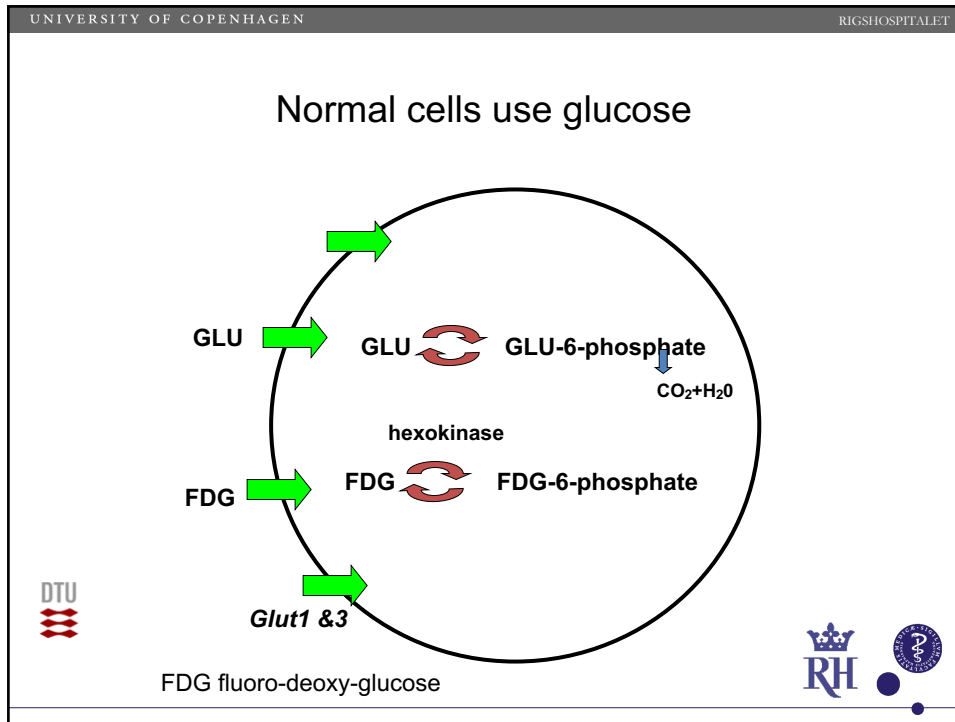 UNIVERSITY OF COPENHAGEN
RIGSHOSPITALET
Normal cells use glucose
GLU
GLU
GLU-6-phosphate
CO₂+H₂0
hexokinase
FDG
FDG
FDG-6-phosphate
Glut1 &3
DTU
FDG fluoro-deoxy-glucose
RH